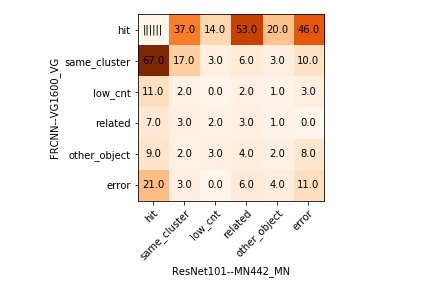 hit |||||| 37.0 14.0 53.0 20.0 46.0
same_cluster 67.0 17.0 3.0 6.0 3.0 10.0
low_cnt 11.0 2.0 0.0 2.0 1.0 3.0
related 7.0 3.0 2.0 3.0 1.0 0.0
other_object 9.0 2.0 3.0 4.0 2.0 8.0
error 21.0 3.0 0.0 6.0 4.0 11.0
hit same_cluster low_cnt related other_object error
FRCNN--VG1600_VG
ResNet101--MN442_MN